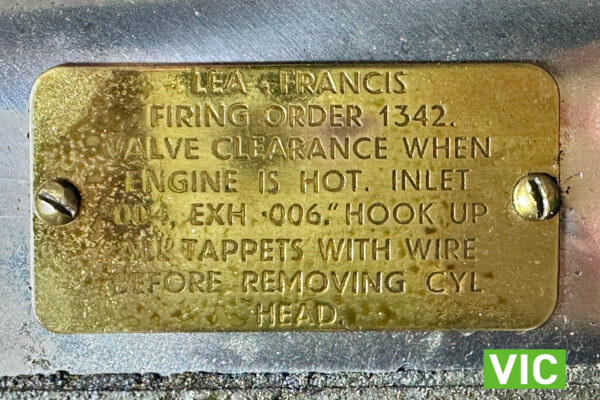 LEA · FRANCIS
FIRING ORDER 1342.
VALVE CLEARANCE WHEN
ENGINE IS HOT. INLET
·004, EXH ·006." HOOK UP
ALL TAPPETS WITH WIRE
BEFORE REMOVING CYL
HEAD.
VIC